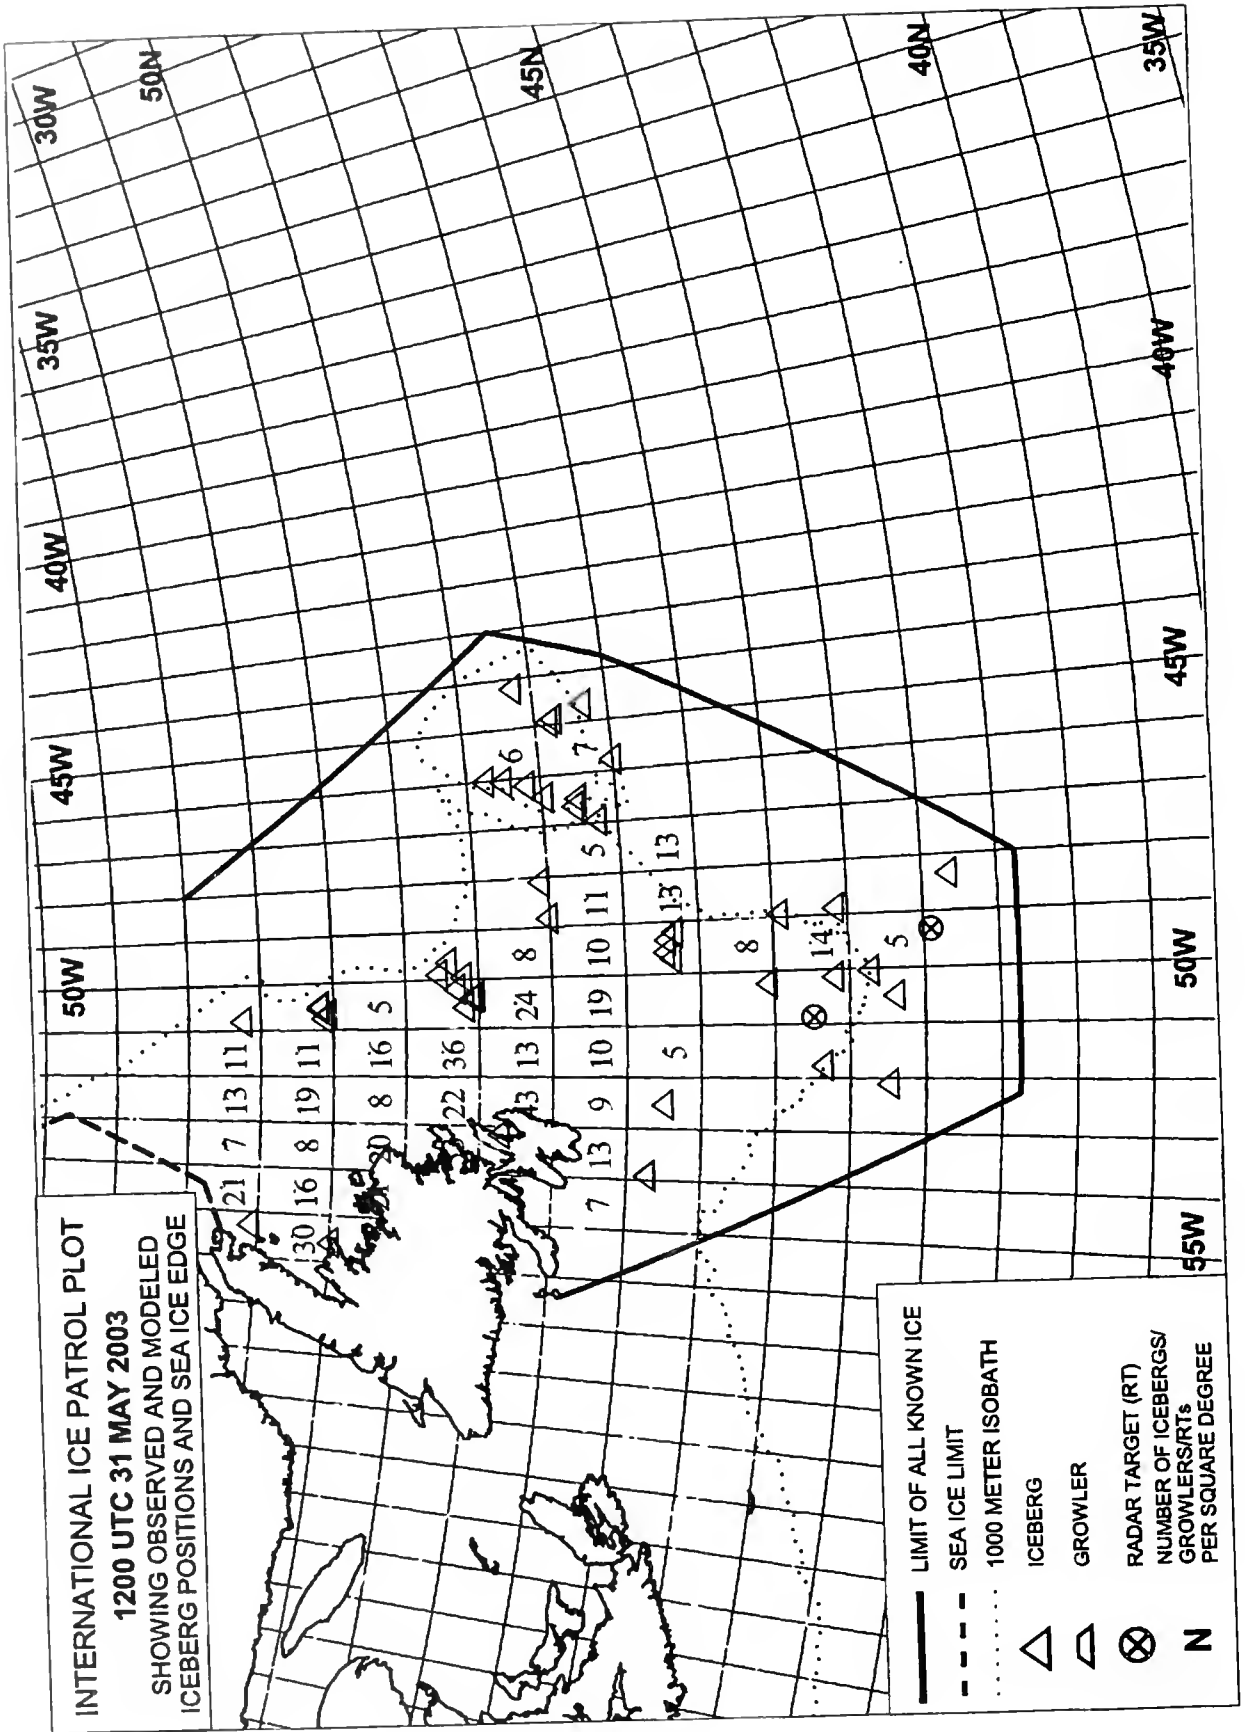 INTERNATIONAL ICE PATROL PLOT
1200 UTC 31 MAY 2003
SHOWING OBSERVED AND MODELED
ICEBERG POSITIONS AND SEA ICE EDGE
50W 45W 40W 35W 30W
50N
21 7 13 11
30 16 8 19 11
20 8 16 5
22 36
6
43 13 24 8
45N
7
7 13 9 10 19 10 11 5
5 13 13
8
14
5
40N
LIMIT OF ALL KNOWN ICE
SEA ICE LIMIT
1000 METER ISOBATH
ICEBERG
GROWLER
RADAR TARGET (RT)
N NUMBER OF ICEBERGS/
GROWLERS/RTs
PER SQUARE DEGREE
55W 50W 45W 40W 35W